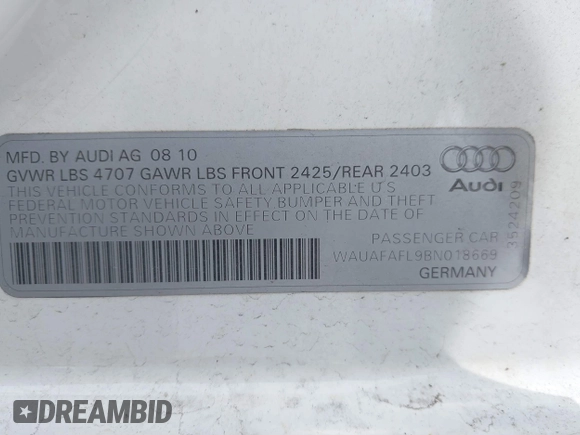 MFD. BY AUDI AG 08 10
GVWR LBS 4707 GAWR LBS FRONT 2425/REAR 2403
THIS VEHICLE CONFORMS TO ALL APPLICABLE U S
FEDERAL MOTOR VEHICLE SAFETY BUMPER AND THEFT
PREVENTION STANDARDS IN EFFECT ON THE DATE OF
MANUFACTURE SHOWN ABOVE
PASSENGER CAR
WAUAFAFL9BN018669
GERMANY
Audi
3524209
DREAMBID